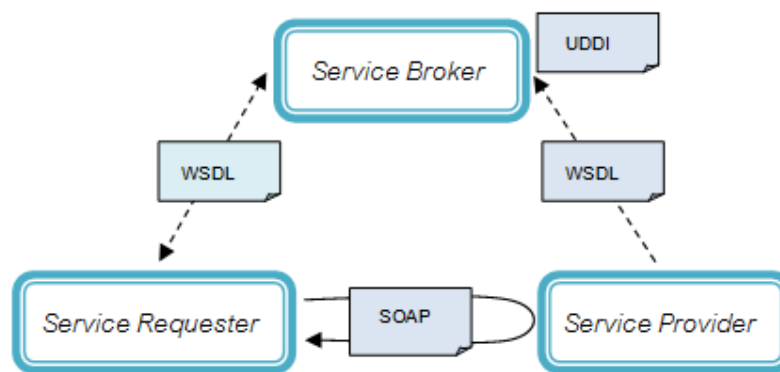 UDDI
Service Broker
WSDL
WSDL
Service Requester
SOAP
Service Provider